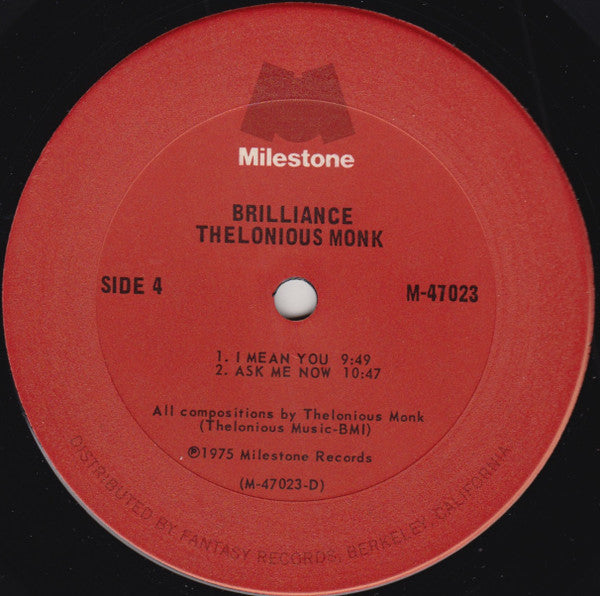 Milestone
BRILLIANCE
THELONIOUS MONK
SIDE 4
M-47023
1. I MEAN YOU 9:49
2. ASK ME NOW 10:47
All compositions by Thelonious Monk
(Thelonious Music-BMI)
℗1975 Milestone Records
(M-47023-D)
DISTRIBUTED BY FANTASY RECORDS, BERKELEY, CALIFORNIA